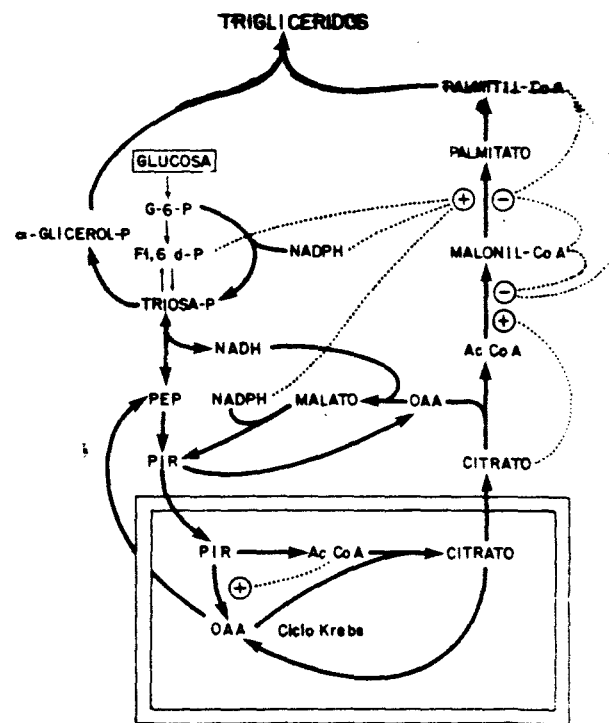 TRIGLICERIDOS
PALMITIL-CoA
PALMITATO
GLUCOSA
G-6-P
+
−
α-GLICEROL-P
F1,6 d-P
NADPH
MALONIL-CoA
TRIOSA-P
−
+
NADH
Ac CoA
PEP
NADPH
MALATO
OAA
PIR
CITRATO
PIR
Ac CoA
CITRATO
+
OAA
Ciclo Krebs